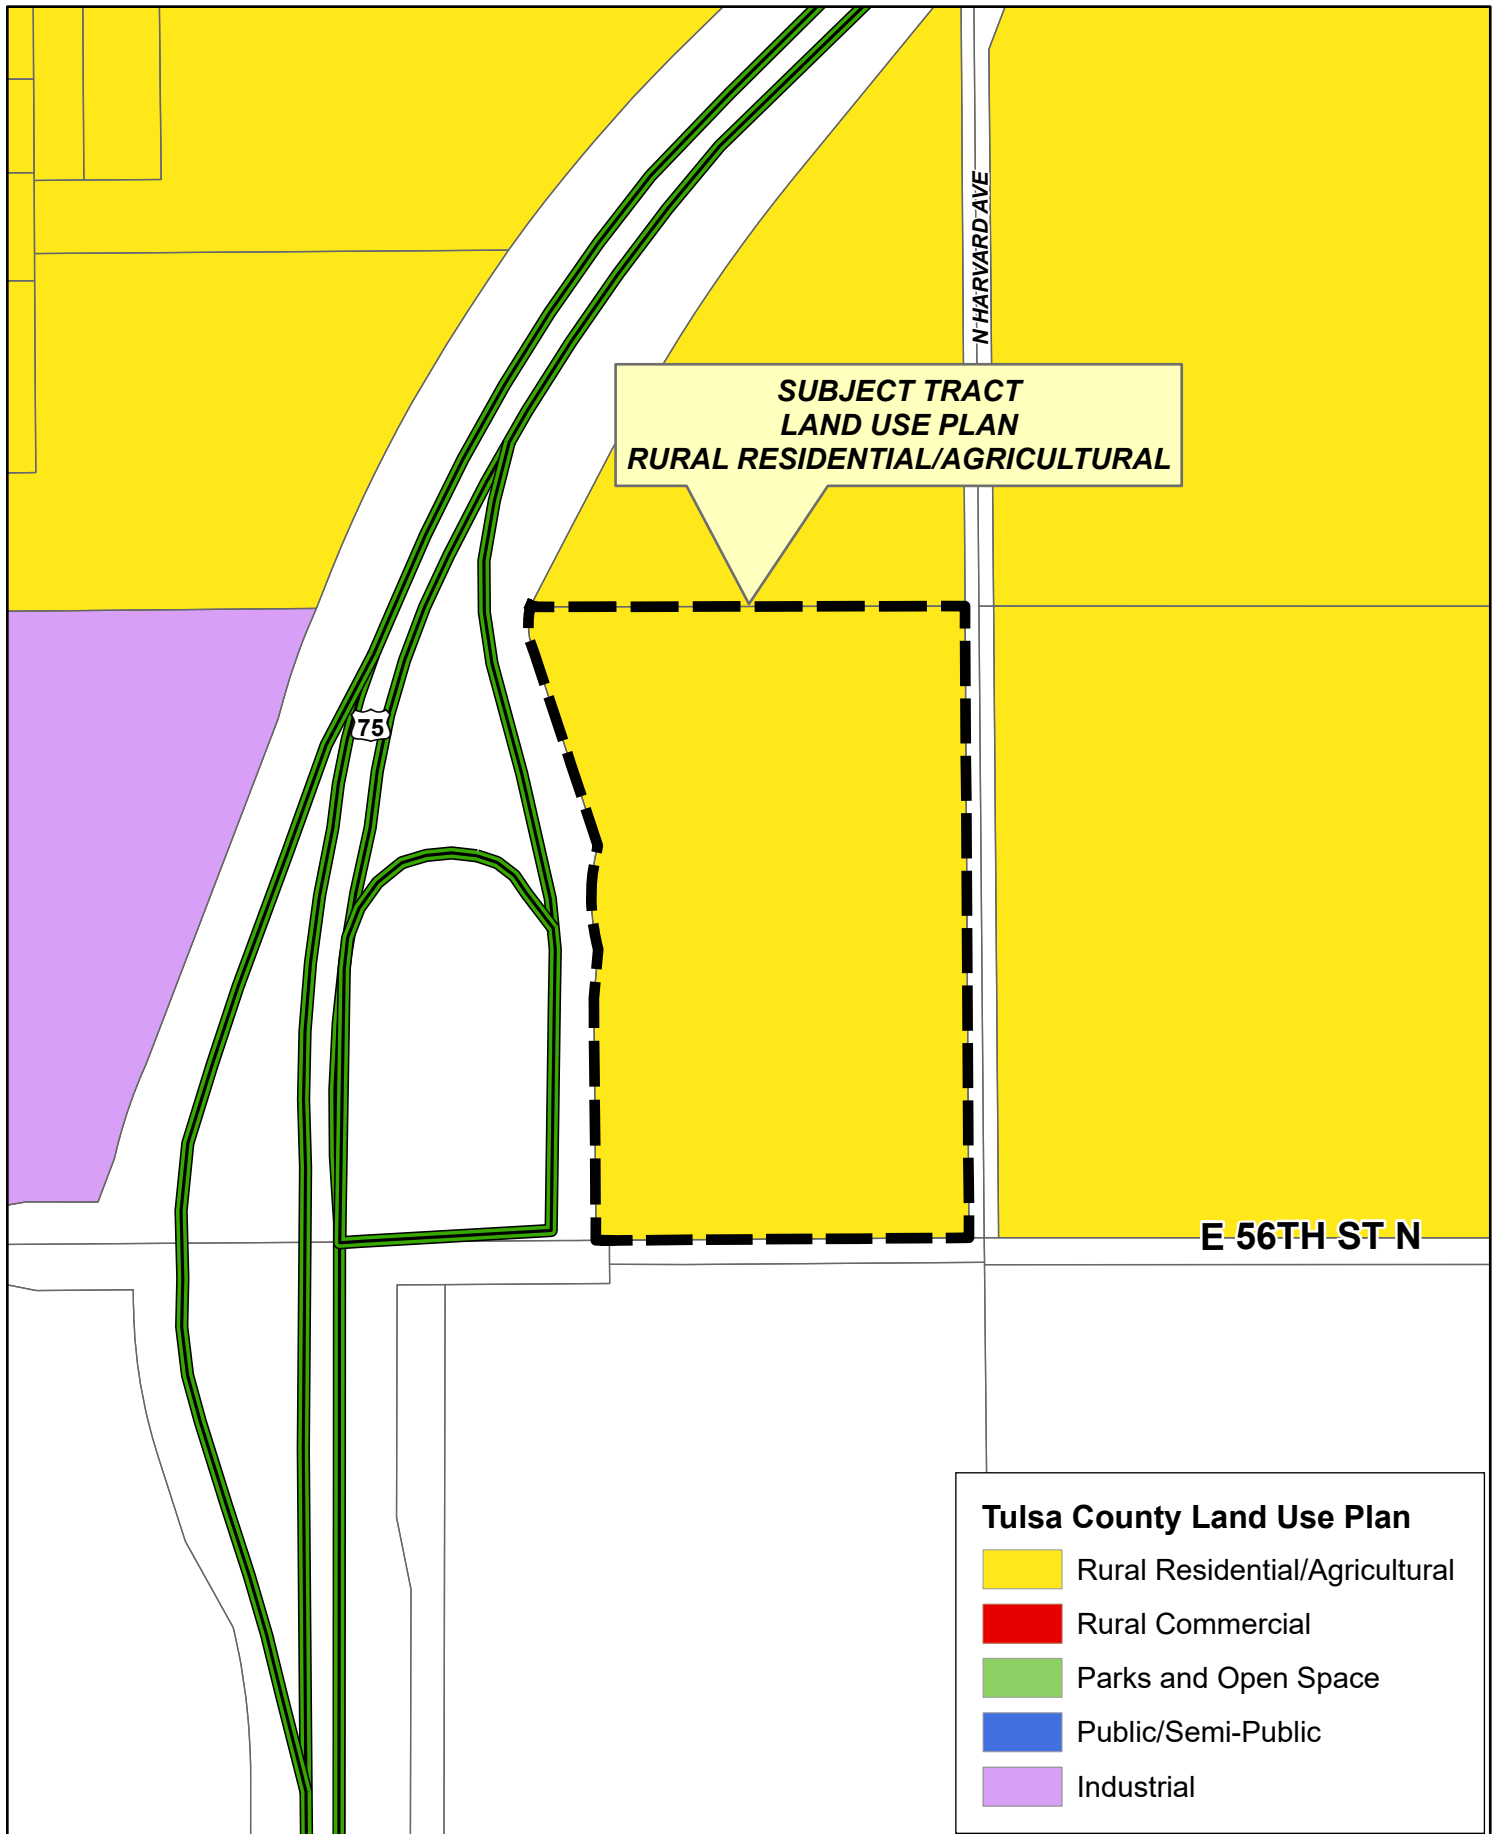 N HARVARD AVE
SUBJECT TRACT
LAND USE PLAN
RURAL RESIDENTIAL/AGRICULTURAL
75
E 56TH ST N
Tulsa County Land Use Plan
Rural Residential/Agricultural
Rural Commercial
Parks and Open Space
Public/Semi-Public
Industrial